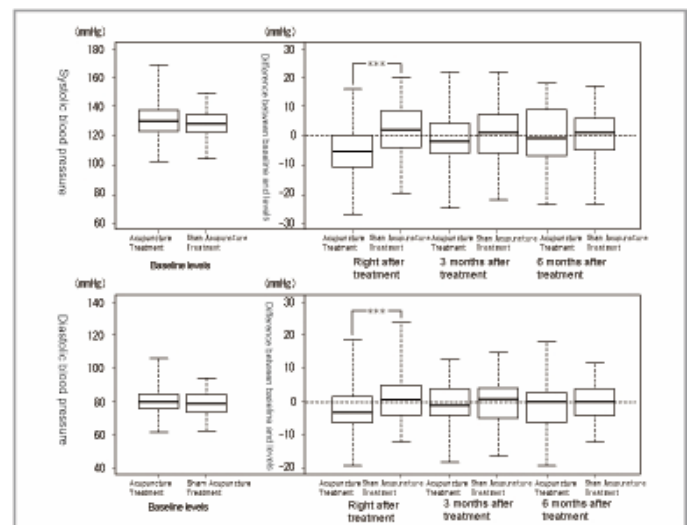 (mmHg)
180
160
140
130
120
100
80
60
Systolic blood pressure
Acupuncture
Treatment
Sham Acupuncture
Treatment
Baseline levels
(mmHg)
30
20
10
0
-10
-20
-30
Difference between baseline and levels
***
Acupuncture
Treatment
Sham Acupuncture
Treatment
Acupuncture
Treatment
Sham Acupuncture
Treatment
Acupuncture
Treatment
Sham Acupuncture
Treatment
Right after
treatment
3 months after
treatment
6 months after
treatment
(mmHg)
140
120
100
80
60
40
Diastolic blood pressure
Acupuncture
Treatment
Sham Acupuncture
Treatment
Baseline levels
(mmHg)
30
20
10
0
-10
-20
Difference between baseline and levels
***
Acupuncture
Treatment
Sham Acupuncture
Treatment
Acupuncture
Treatment
Sham Acupuncture
Treatment
Acupuncture
Treatment
Sham Acupuncture
Treatment
Right after
treatment
3 months after
treatment
6 months after
treatment